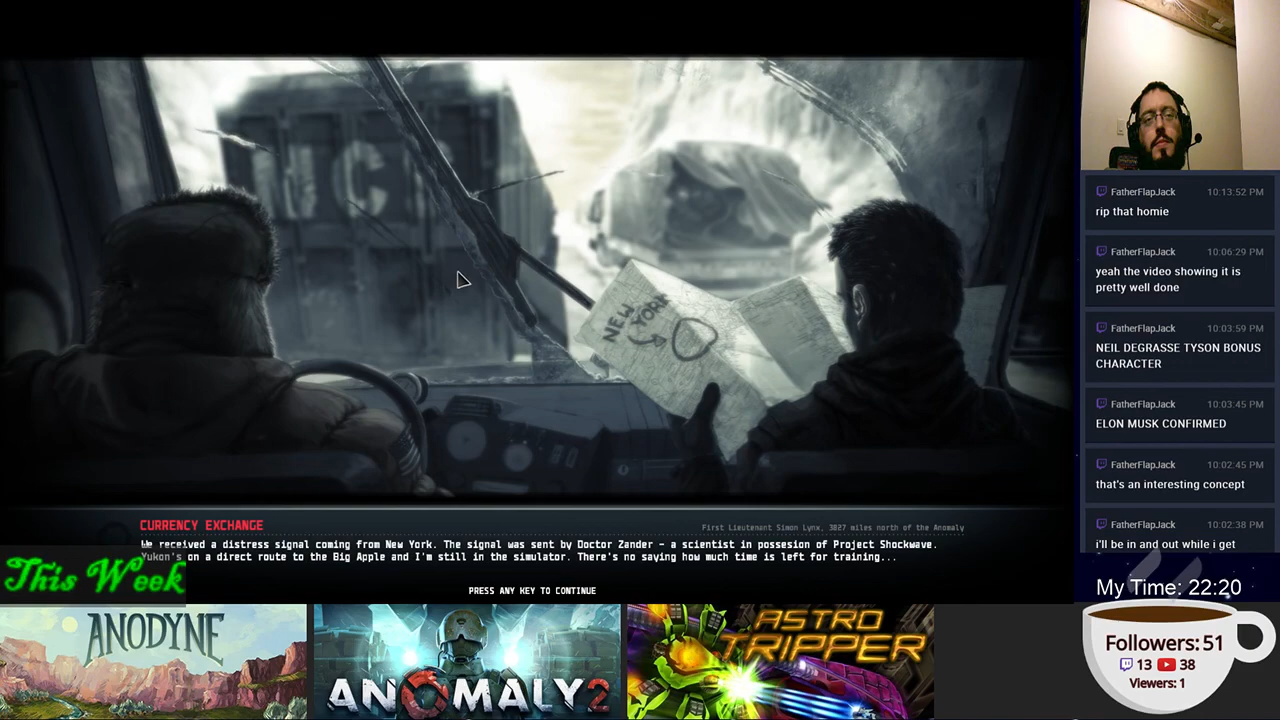 NEW
YORK
CURRENCY EXCHANGE
First Lieutenant Simon Lynx, 3827 miles north of the Anomaly
We received a distress signal coming from New York. The signal was sent by Doctor Zander - a scientist in possesion of Project Shockwave.
Yukon's on a direct route to the Big Apple and I'm still in the simulator. There's no saying how much time is left for training...
PRESS ANY KEY TO CONTINUE
This Week
ANODYNE
ANOMALY 2
ASTRO
TRIPPER
FatherFlapJack 10:13:52 PM
rip that homie
FatherFlapJack 10:06:29 PM
yeah the video showing it is
pretty well done
FatherFlapJack 10:03:59 PM
NEIL DEGRASSE TYSON BONUS
CHARACTER
FatherFlapJack 10:03:45 PM
ELON MUSK CONFIRMED
FatherFlapJack 10:02:45 PM
that's an interesting concept
FatherFlapJack 10:02:38 PM
i'll be in and out while i get
My Time: 22:20
Followers: 51
13 38
Viewers: 1